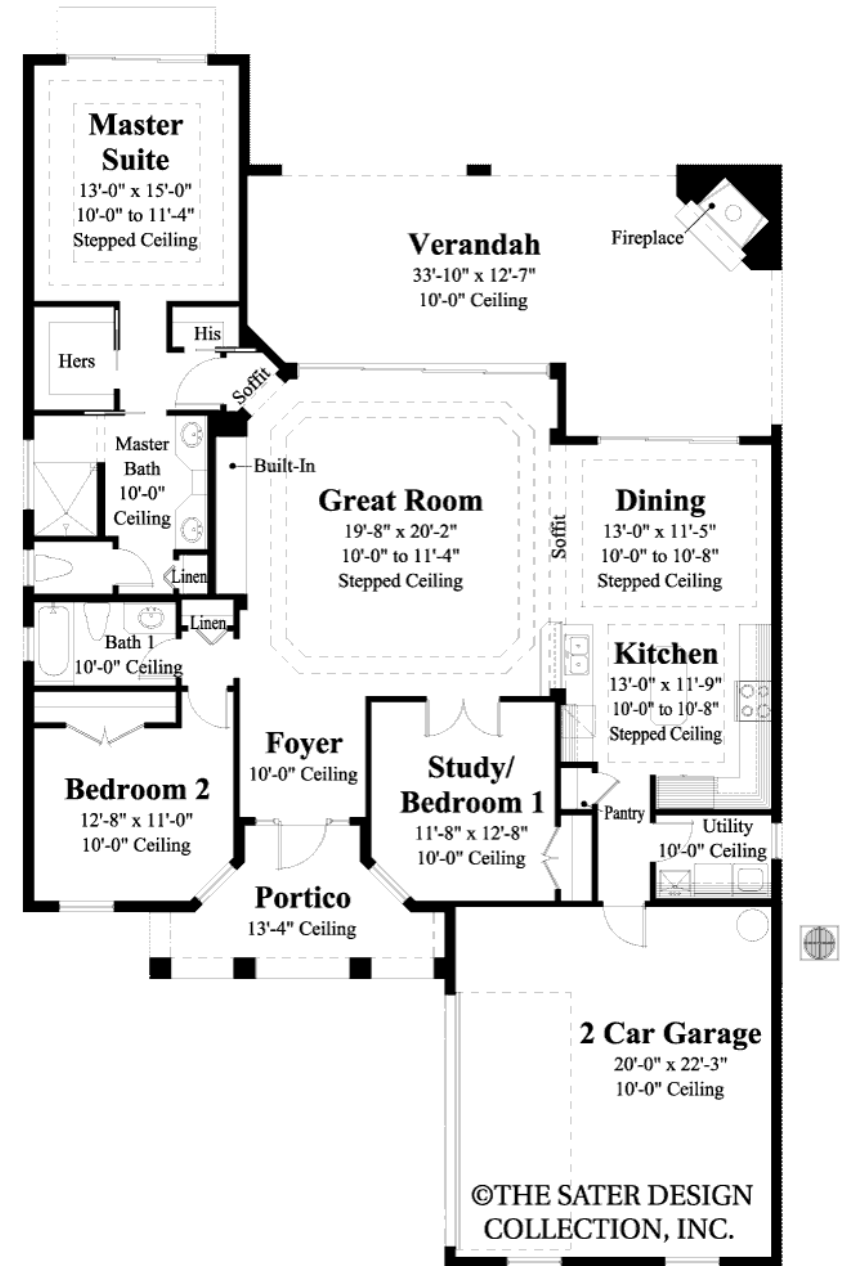 Master
Suite
13'-0" x 15'-0"
10'-0" to 11'-4"
Stepped Ceiling
Verandah
33'-10" x 12'-7"
10'-0" Ceiling
Fireplace
Hers
His
Soffit
Master
Bath
10'-0"
Ceiling
Built-In
Great Room
19'-8" x 20'-2"
10'-0" to 11'-4"
Stepped Ceiling
Soffit
Dining
13'-0" x 11'-5"
10'-0" to 10'-8"
Stepped Ceiling
Linen
Linen
Bath 1
10'-0" Ceiling
Kitchen
13'-0" x 11'-9"
10'-0" to 10'-8"
Stepped Ceiling
Foyer
10'-0" Ceiling
Bedroom 2
12'-8" x 11'-0"
10'-0" Ceiling
Study/
Bedroom 1
11'-8" x 12'-8"
10'-0" Ceiling
Pantry
Utility
10'-0" Ceiling
Portico
13'-4" Ceiling
2 Car Garage
20'-0" x 22'-3"
10'-0" Ceiling
©THE SATER DESIGN
COLLECTION, INC.